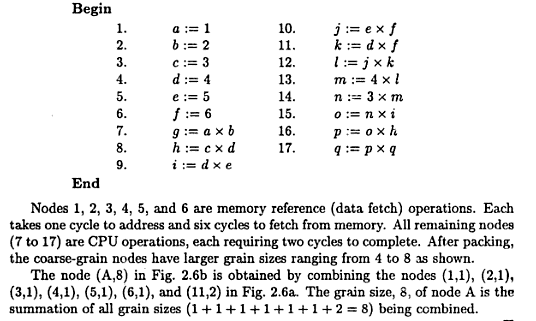 Begin
1. a := 1 10. j := e × f
2. b := 2 11. k := d × f
3. c := 3 12. l := j × k
4. d := 4 13. m := 4 × l
5. e := 5 14. n := 3 × m
6. f := 6 15. o := n × i
7. g := a × b 16. p := o × h
8. h := c × d 17. q := p × q
9. i := d × e
End
Nodes 1, 2, 3, 4, 5, and 6 are memory reference (data fetch) operations. Each
takes one cycle to address and six cycles to fetch from memory. All remaining nodes
(7 to 17) are CPU operations, each requiring two cycles to complete. After packing,
the coarse-grain nodes have larger grain sizes ranging from 4 to 8 as shown.
The node (A,8) in Fig. 2.6b is obtained by combining the nodes (1,1), (2,1),
(3,1), (4,1), (5,1), (6,1), and (11,2) in Fig. 2.6a. The grain size, 8, of node A is the
summation of all grain sizes (1 + 1 + 1 + 1 + 1 + 1 + 2 = 8) being combined.